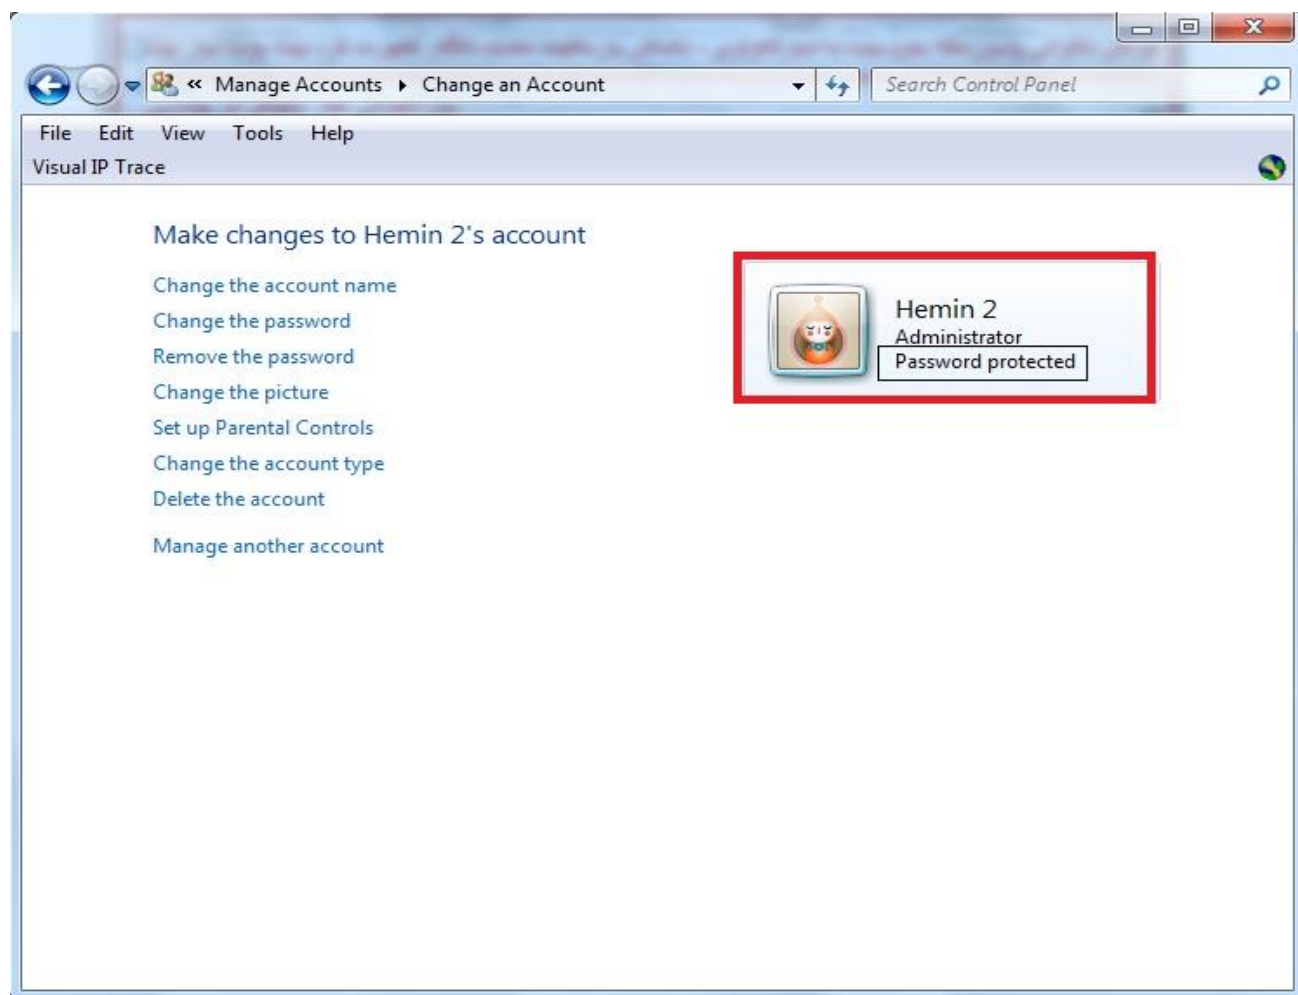 « Manage Accounts ▸ Change an Account
Search Control Panel
File Edit View Tools Help
Visual IP Trace
Make changes to Hemin 2's account
Change the account name
Change the password
Remove the password
Change the picture
Set up Parental Controls
Change the account type
Delete the account
Manage another account
Hemin 2
Administrator
Password protected